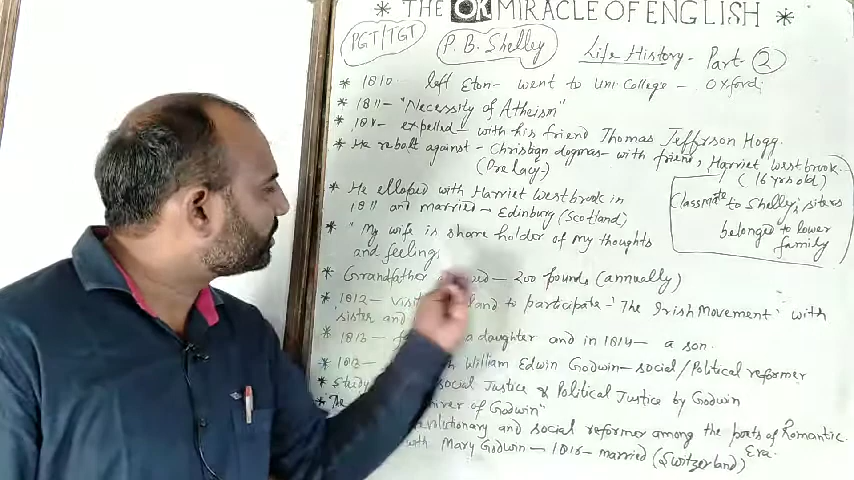 * THE OK MIRACLE OF ENGLISH *
PGT/TGT P. B. Shelley Life History - Part 2
* 1810 - left Eton - went to Uni. College - Oxford;
* 1811 - "Necessity of Atheism"
* expelled - with his friend Thomas Jeffrson Hogg.
* He rebolt against - Christian dogmas - with friend, Harriet Westbrook..
(Prelacy-) (16 yrs old)
Classmate to Shelley's sisters
belonged to lower
family
* He elloped with Harriet Westbrook in
1811 and married - Edinburg (Scotland)
* "My wife is share holder of my thoughts
and feelings
* Grandfather 200 pounds (annually)
* 1812 - to participate - 'The Irish Movement' with
sister and
* 1813 - a daughter and in 1814 - a son.
* 1813 - William Edwin Godwin - social/Political reformer
* Study social Justice & Political Justice by Godwin
* The of Godwin"
and social reformer among the poets of Romantic Era.
with Mary Godwin - 1816 - married (Switzerland)